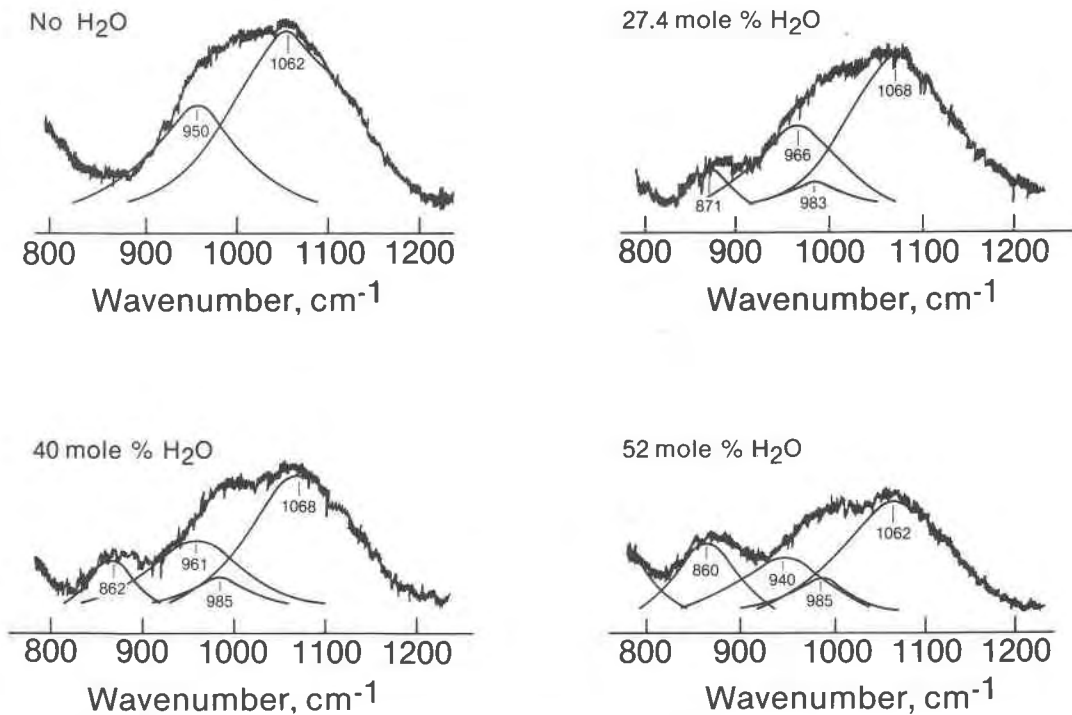 No H2O
1062
950
800 900 1000 1100 1200
Wavenumber, cm-1
27.4 mole % H2O
1068
966
871
983
800 900 1000 1100 1200
Wavenumber, cm-1
40 mole % H2O
1068
961
862
985
800 900 1000 1100 1200
Wavenumber, cm-1
52 mole % H2O
1062
860
940
985
800 900 1000 1100 1200
Wavenumber, cm-1